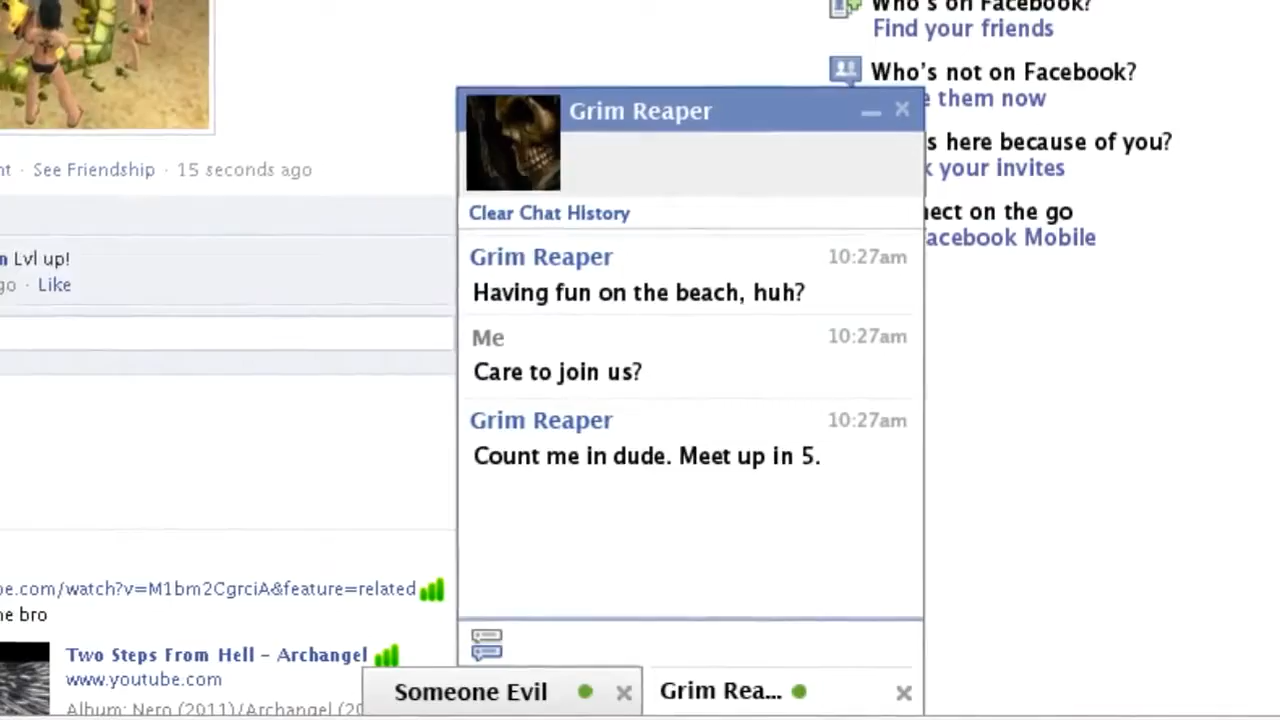 Who's on Facebook?
Find your friends
Who's not on Facebook?
them now
here because of you?
your invites
on the go
Facebook Mobile
· See Friendship · 15 seconds ago
Lvl up!
· Like
be.com/watch?v=M1bm2CgrciA&feature=related
bro
Two Steps From Hell - Archangel
www.youtube.com
Album: Nero (2011)/Archangel (20
Grim Reaper
Clear Chat History
Grim Reaper 10:27am
Having fun on the beach, huh?
Me 10:27am
Care to join us?
Grim Reaper 10:27am
Count me in dude. Meet up in 5.
Someone Evil
Grim Rea...